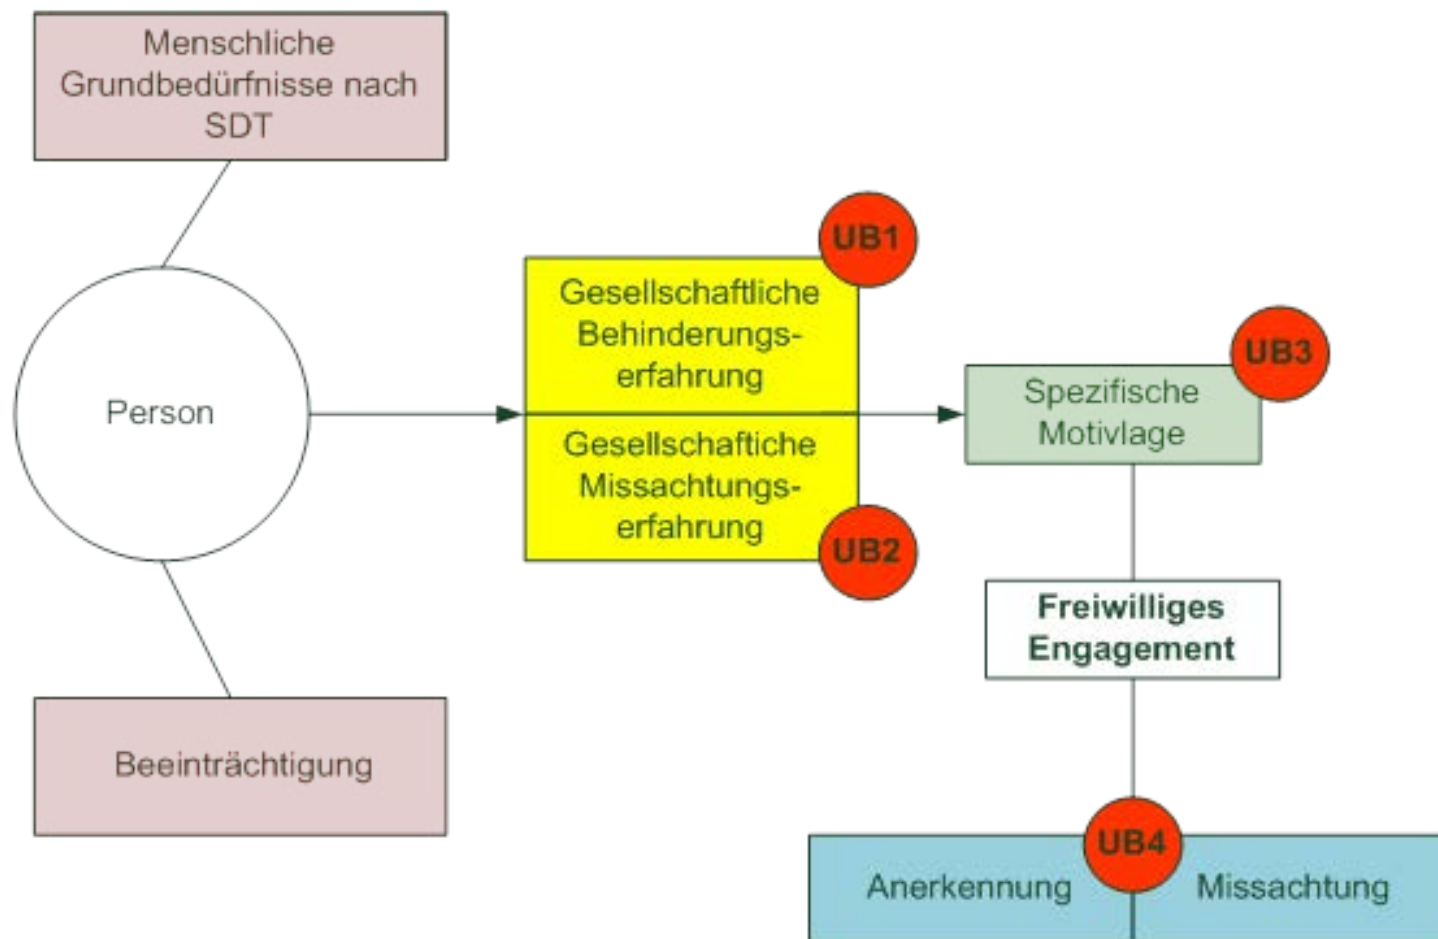 Menschliche
Grundbedürfnisse nach
SDT
Person
Beeinträchtigung
UB1
Gesellschaftliche
Behinderungs-
erfahrung
Gesellschaftiche
Missachtungs-
erfahrung
UB2
UB3
Spezifische
Motivlage
Freiwilliges
Engagement
UB4
Anerkennung
Missachtung